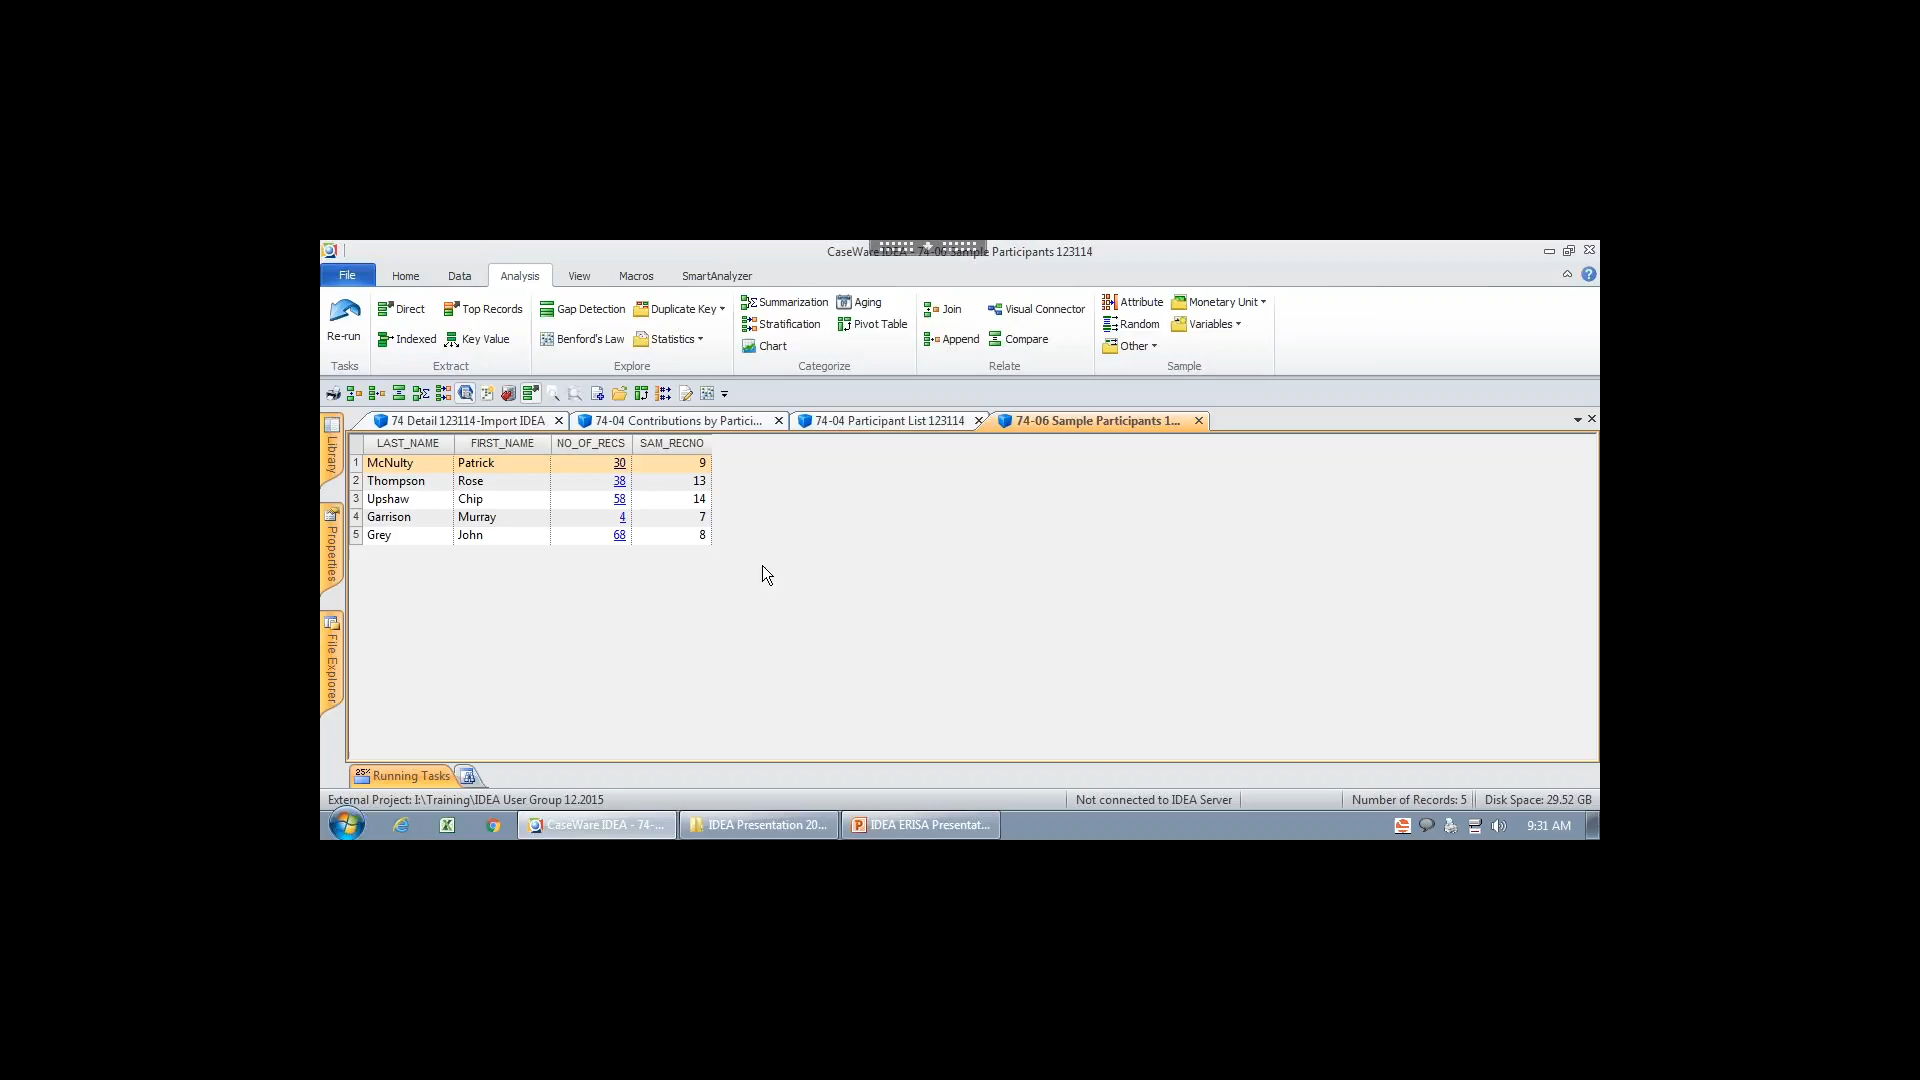 CaseWare IDEA - 74-06 Sample Participants 123114
File Home Data Analysis View Macros SmartAnalyzer
Re-run
Tasks
Direct Top Records
Indexed Key Value
Extract
Gap Detection Duplicate Key
Benford's Law Statistics
Explore
Summarization Aging
Stratification Pivot Table
Chart
Categorize
Join Visual Connector
Append Compare
Relate
Attribute Monetary Unit
Random Variables
Other
Sample
74 Detail 123114-Import IDEA 74-04 Contributions by Partici... 74-04 Participant List 123114 74-06 Sample Participants 1...
Library
Properties
File Explorer
LAST_NAME FIRST_NAME NO_OF_RECS SAM_RECNO
1 McNulty Patrick 30 9
2 Thompson Rose 38 13
3 Upshaw Chip 58 14
4 Garrison Murray 4 7
5 Grey John 68 8
25% Running Tasks
External Project: I:\Training\IDEA User Group 12.2015 Not connected to IDEA Server Number of Records: 5 Disk Space: 29.52 GB
CaseWare IDEA - 74-... IDEA Presentation 20... IDEA ERISA Presentat... 9:31 AM